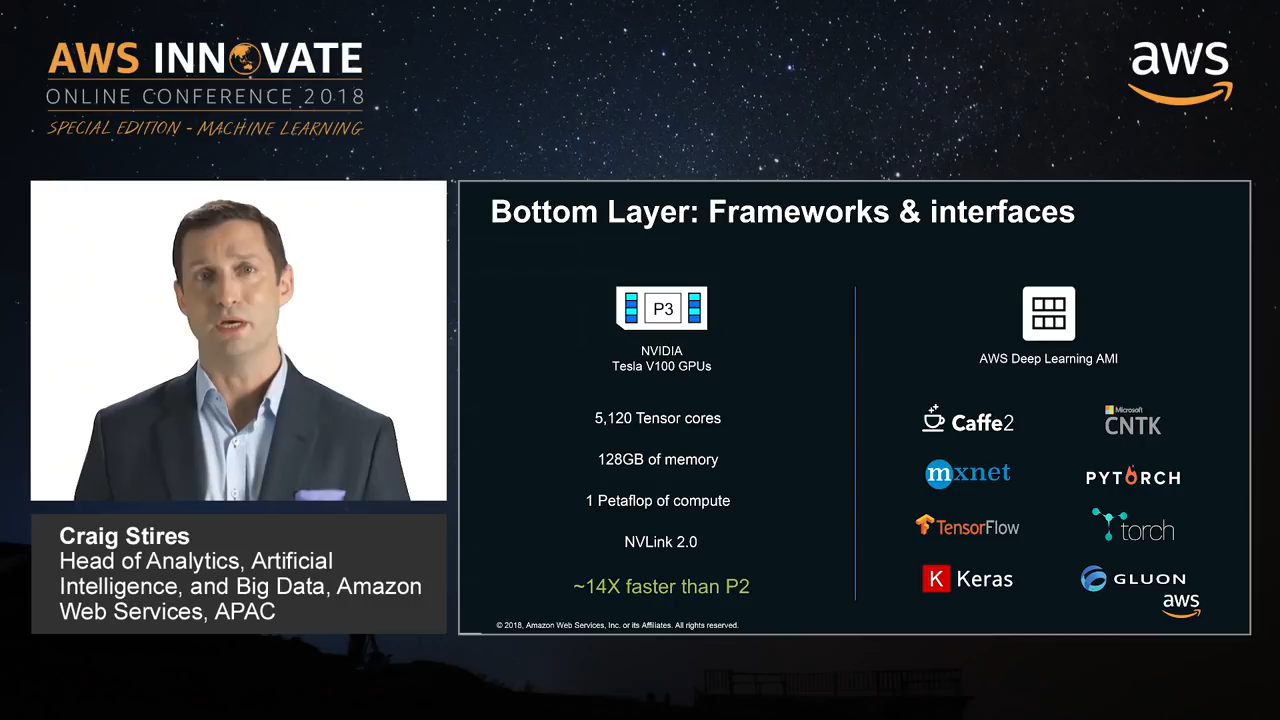 AWS INNOVATE
ONLINE CONFERENCE 2018
SPECIAL EDITION - MACHINE LEARNING
aws
Craig Stires
Head of Analytics, Artificial
Intelligence, and Big Data, Amazon
Web Services, APAC
Bottom Layer: Frameworks & interfaces
P3
NVIDIA
Tesla V100 GPUs
5,120 Tensor cores
128GB of memory
1 Petaflop of compute
NVLink 2.0
~14X faster than P2
AWS Deep Learning AMI
Caffe2
Microsoft
CNTK
mxnet
PYTORCH
TensorFlow
torch
K Keras
GLUON
aws
© 2018, Amazon Web Services, Inc. or its Affiliates. All rights reserved.